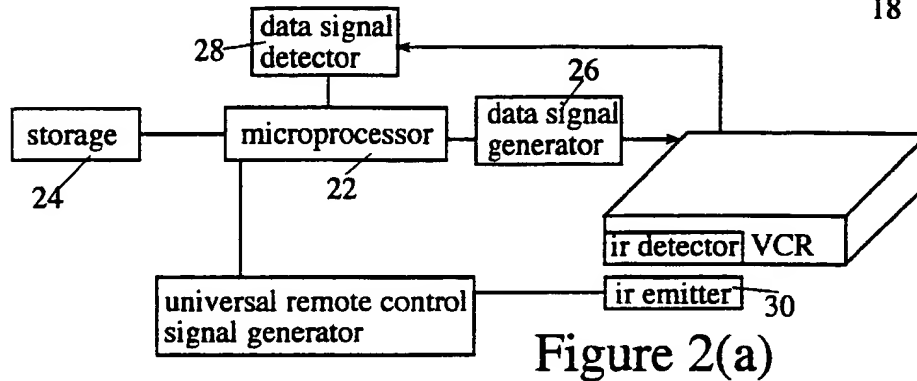 18
data signal
detector
28
26
data signal
generator
storage
microprocessor
24
22
ir detector
VCR
universal remote control
signal generator
ir emitter
30
Figure 2(a)